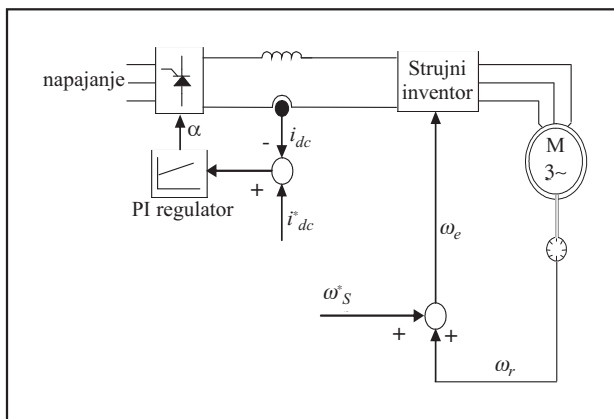 napajanje
Strujni
inventor
α
-
i_dc
+
PI regulator
i*_dc
M
3~
ω_e
ω*_S
+
+
ω_r